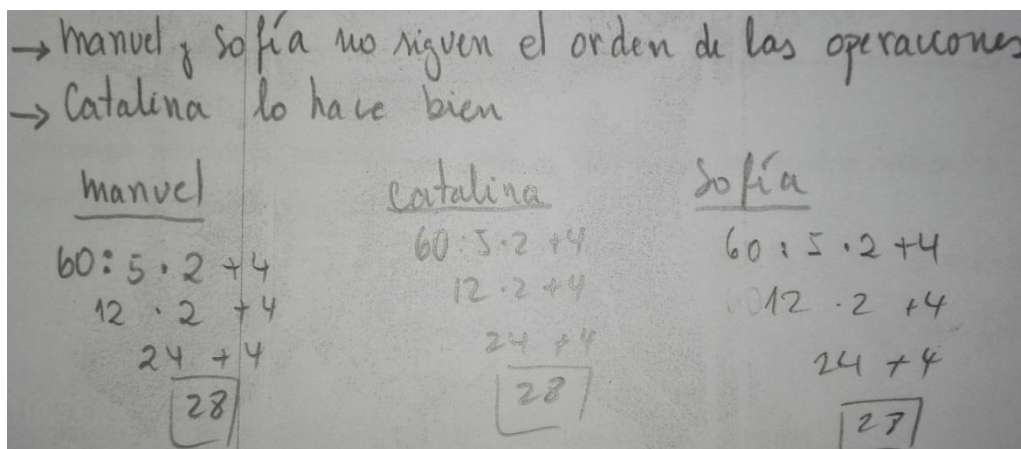 → Manuel y Sofía no siguen el orden de las operaciones
→ Catalina lo hace bien
Manuel
60:5·2+4
12·2+4
24+4
28
Catalina
60:5·2+4
12·2+4
24+4
28
Sofía
60:5·2+4
12·2+4
24+4
28